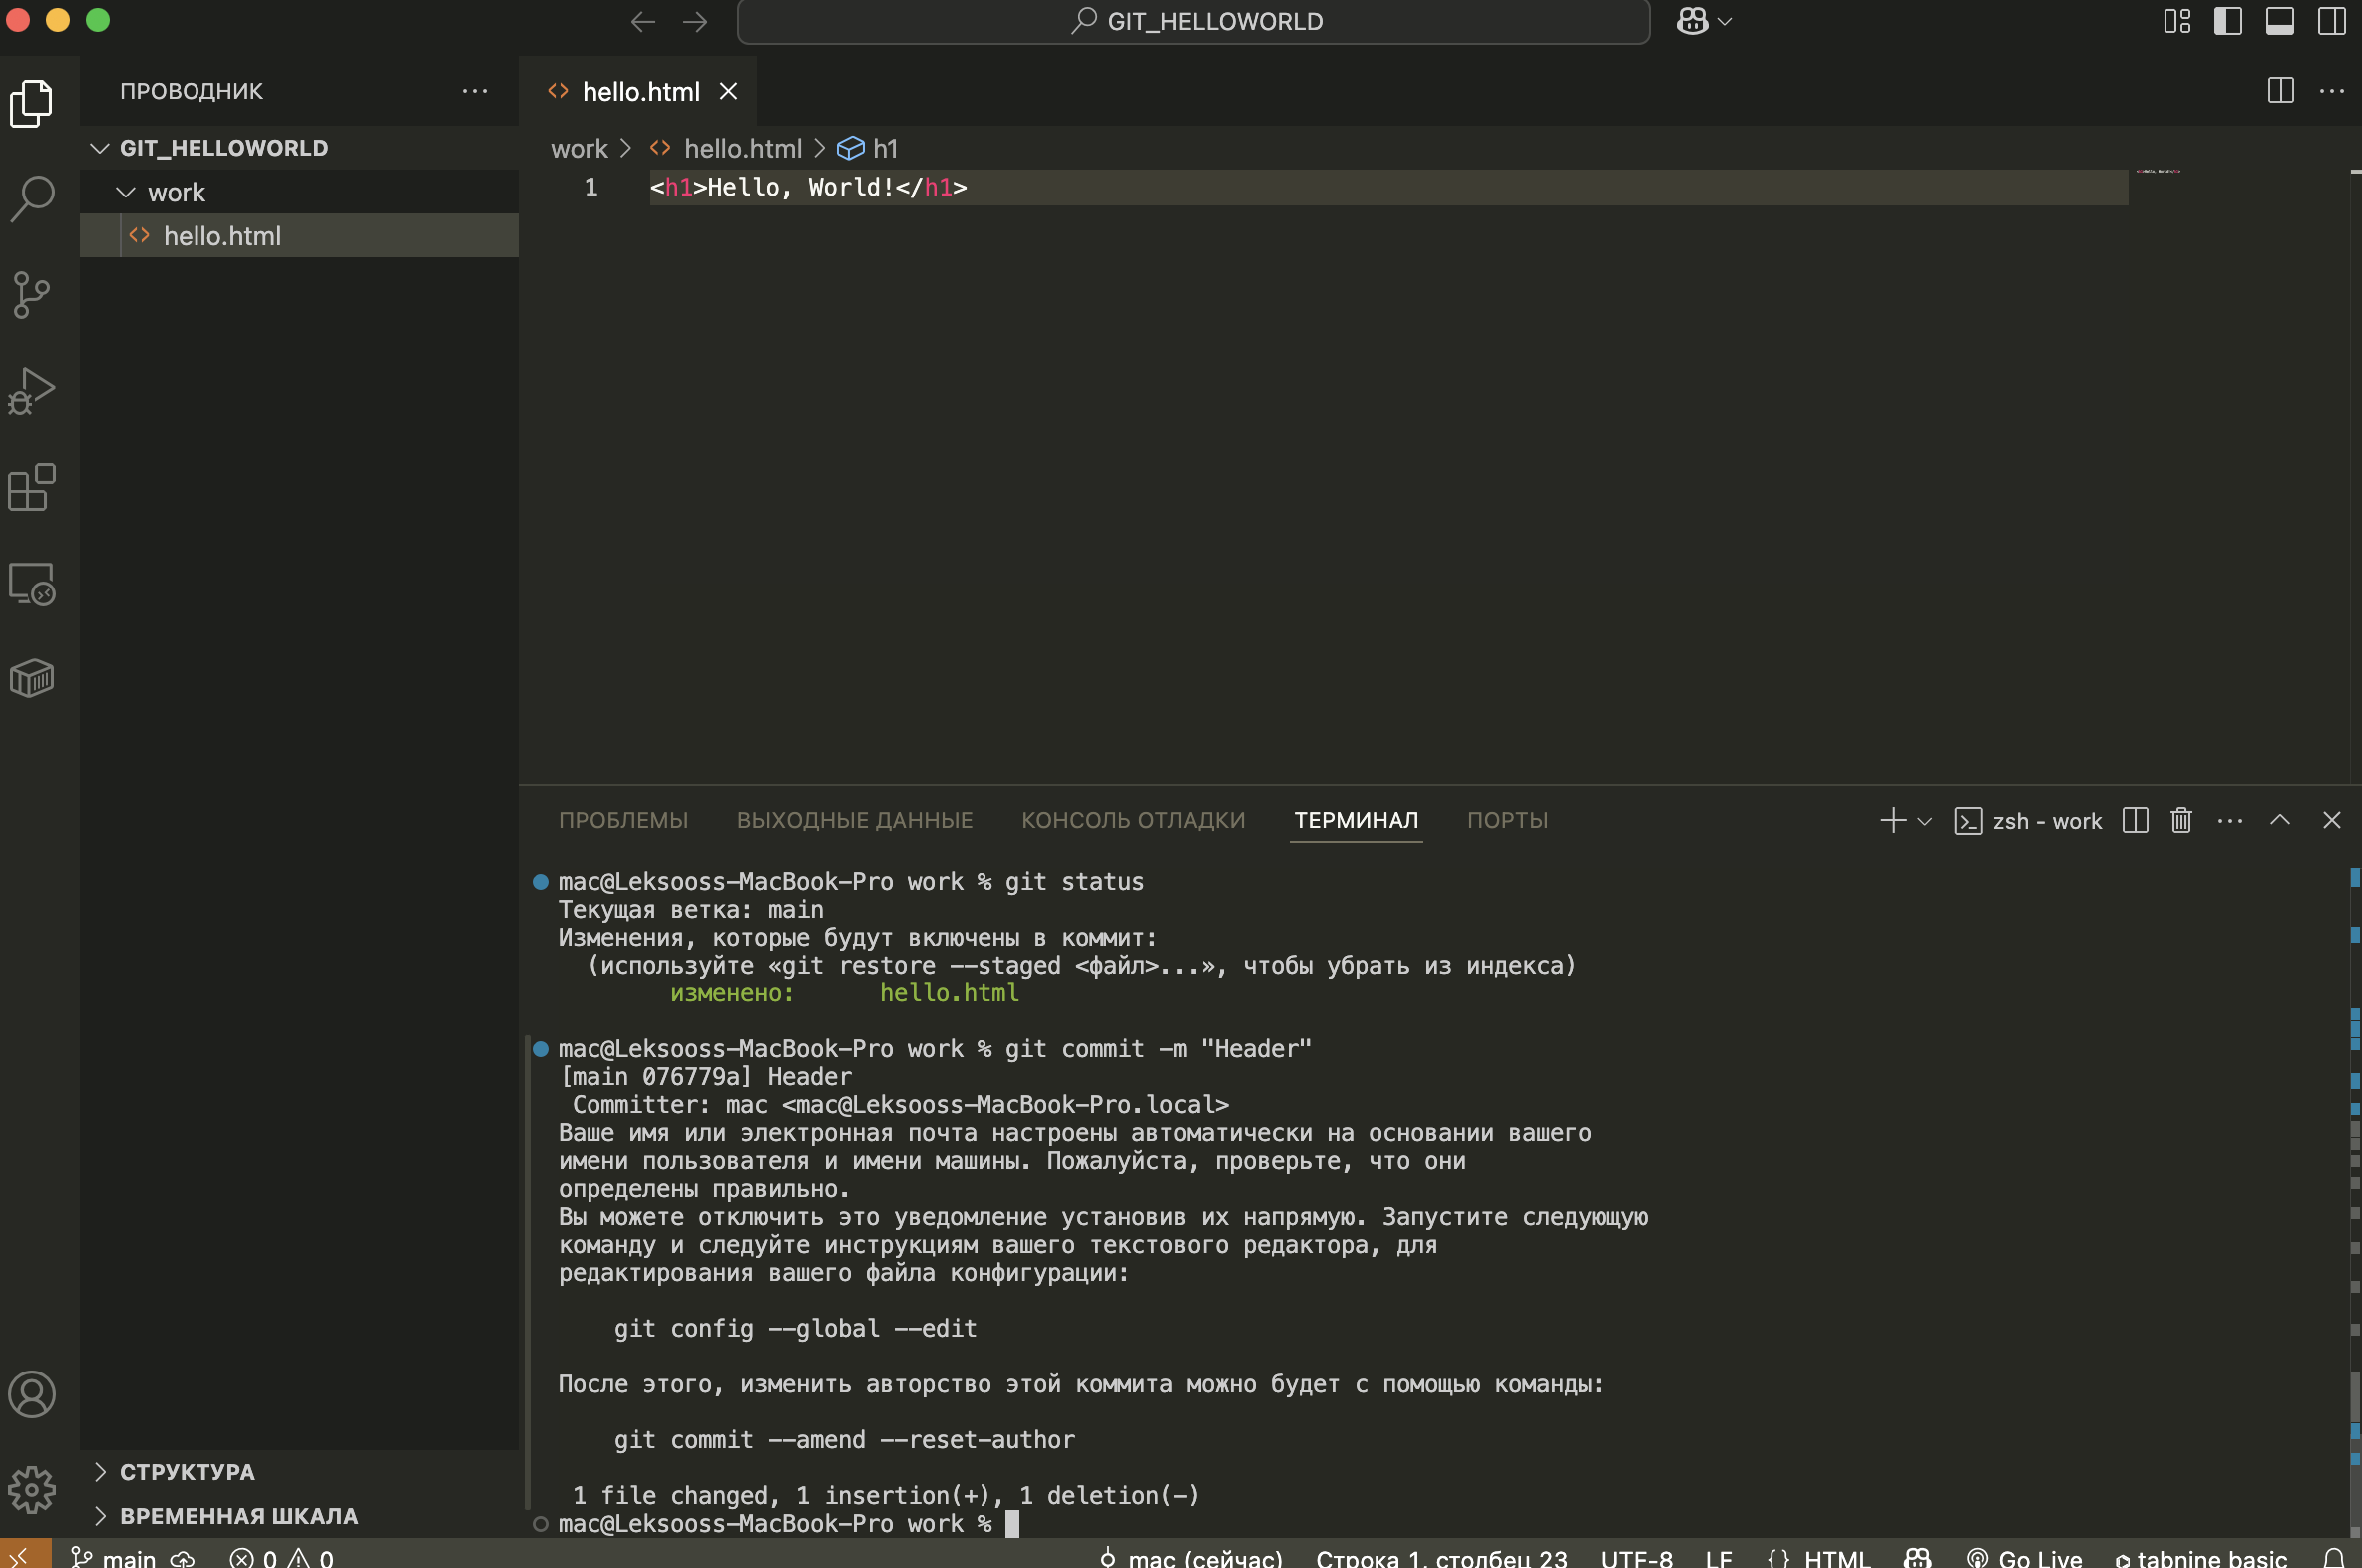 GIT_HELLOWORLD
ПРОВОДНИК
hello.html
GIT_HELLOWORLD
work
hello.html
work > hello.html > h1
1 <h1>Hello, World!</h1>
ПРОБЛЕМЫ ВЫХОДНЫЕ ДАННЫЕ КОНСОЛЬ ОТЛАДКИ ТЕРМИНАЛ ПОРТЫ
zsh - work
mac@Leksooss-MacBook-Pro work % git status
Текущая ветка: main
Изменения, которые будут включены в коммит:
(используйте «git restore --staged <файл>...», чтобы убрать из индекса)
изменено: hello.html
mac@Leksooss-MacBook-Pro work % git commit -m "Header"
[main 076779a] Header
Committer: mac <mac@Leksooss-MacBook-Pro.local>
Ваше имя или электронная почта настроены автоматически на основании вашего
имени пользователя и имени машины. Пожалуйста, проверьте, что они
определены правильно.
Вы можете отключить это уведомление установив их напрямую. Запустите следующую
команду и следуйте инструкциям вашего текстового редактора, для
редактирования вашего файла конфигурации:
git config --global --edit
После этого, изменить авторство этой коммита можно будет с помощью команды:
git commit --amend --reset-author
1 file changed, 1 insertion(+), 1 deletion(-)
mac@Leksooss-MacBook-Pro work %
СТРУКТУРА
ВРЕМЕННАЯ ШКАЛА
main 0 0 mac (сейчас) Строка 1, столбец 23 UTF-8 LF {} HTML Go Live tabnine basic